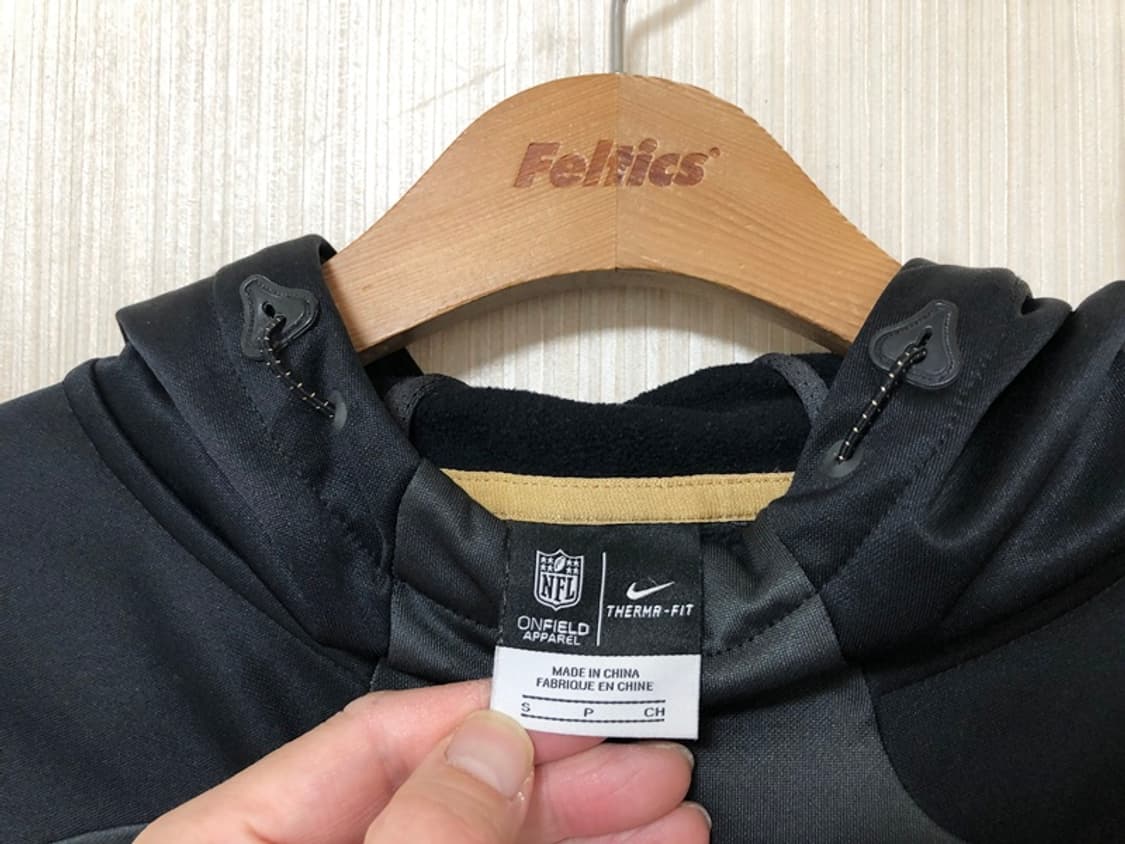 Feltics
NFL
ONFIELD
APPAREL
THERMA-FIT
MADE IN CHINA
FABRIQUE EN CHINE
S P CH